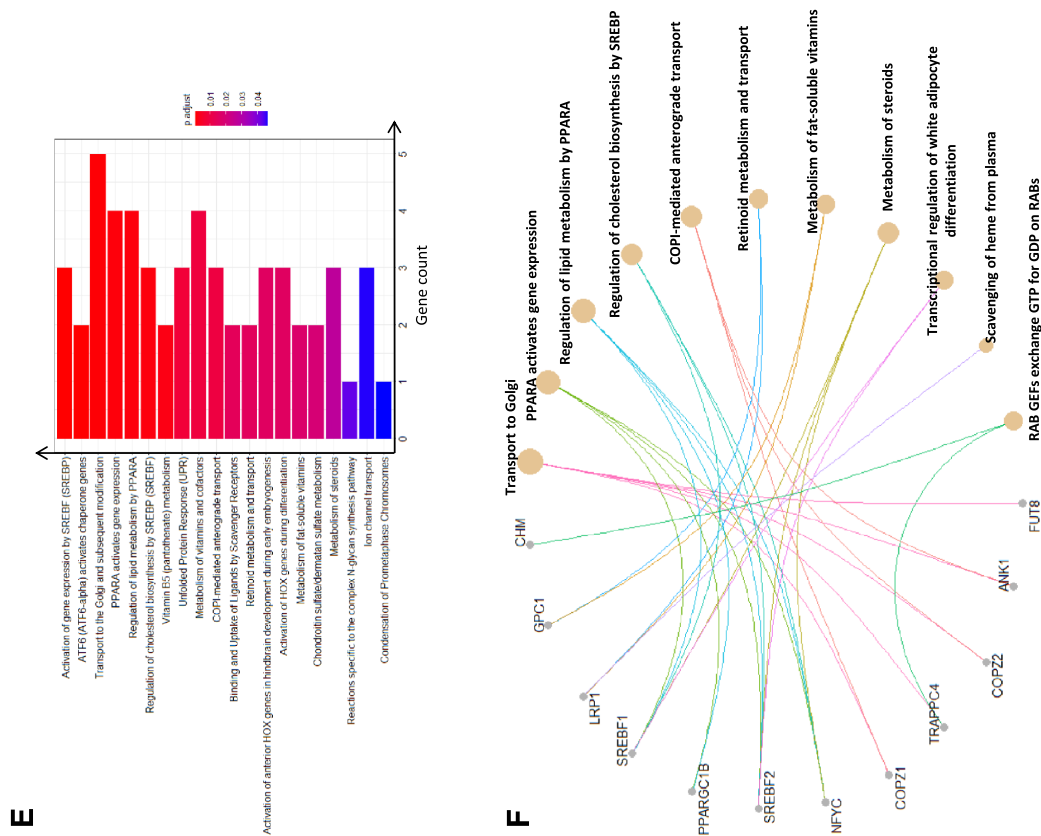 E
p adjust
0.01
0.02
0.03
0.04
Activation of gene expression by SREBF (SREBP)
ATF6 (ATF6-alpha) activates chaperone genes
Transport to the Golgi and subsequent modification
PPARA activates gene expression
Regulation of lipid metabolism by PPARA
Regulation of cholesterol biosynthesis by SREBP (SREBF)
Vitamin B5 (pantothenate) metabolism
Unfolded Protein Response (UPR)
Metabolism of vitamins and cofactors
COPI-mediated anterograde transport
Binding and Uptake of Ligands by Scavenger Receptors
Retinoid metabolism and transport
Activation of anterior HOX genes in hindbrain development during early embryogenesis
Activation of HOX genes during differentiation
Metabolism of fat-soluble vitamins
Chondroitin sulfate/dermatan sulfate metabolism
Metabolism of steroids
Reactions specific to the complex N-glycan synthesis pathway
Ion channel transport
Condensation of Prometaphase Chromosomes
0
1
2
3
4
5
Gene count
F
Transport to Golgi
PPARA activates gene expression
Regulation of lipid metabolism by PPARA
Regulation of cholesterol biosynthesis by SREBP
COPI-mediated anterograde transport
Retinoid metabolism and transport
Metabolism of fat-soluble vitamins
Metabolism of steroids
Transcriptional regulation of white adipocyte
differentiation
Scavenging of heme from plasma
RAB GEFs exchange GTP for GDP on RABs
CHM
GPC1
LRP1
SREBF1
PPARGC1B
SREBF2
NFYC
COPZ1
TRAPPC4
COPZ2
ANK1
FUT8